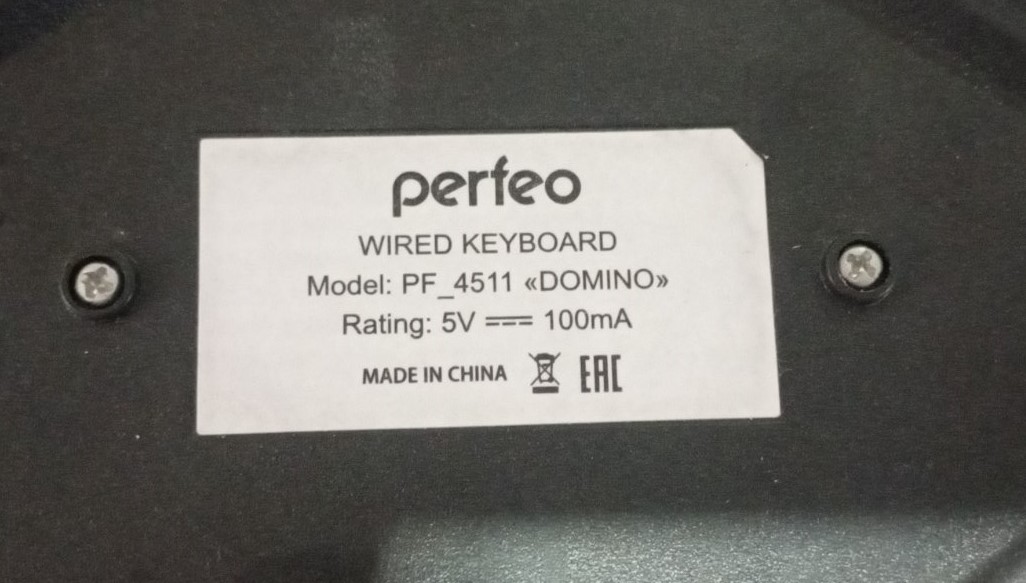 perfeo
WIRED KEYBOARD
Model: PF_4511 «DOMINO»
Rating: 5V ⎓ 100mA
MADE IN CHINA EAC